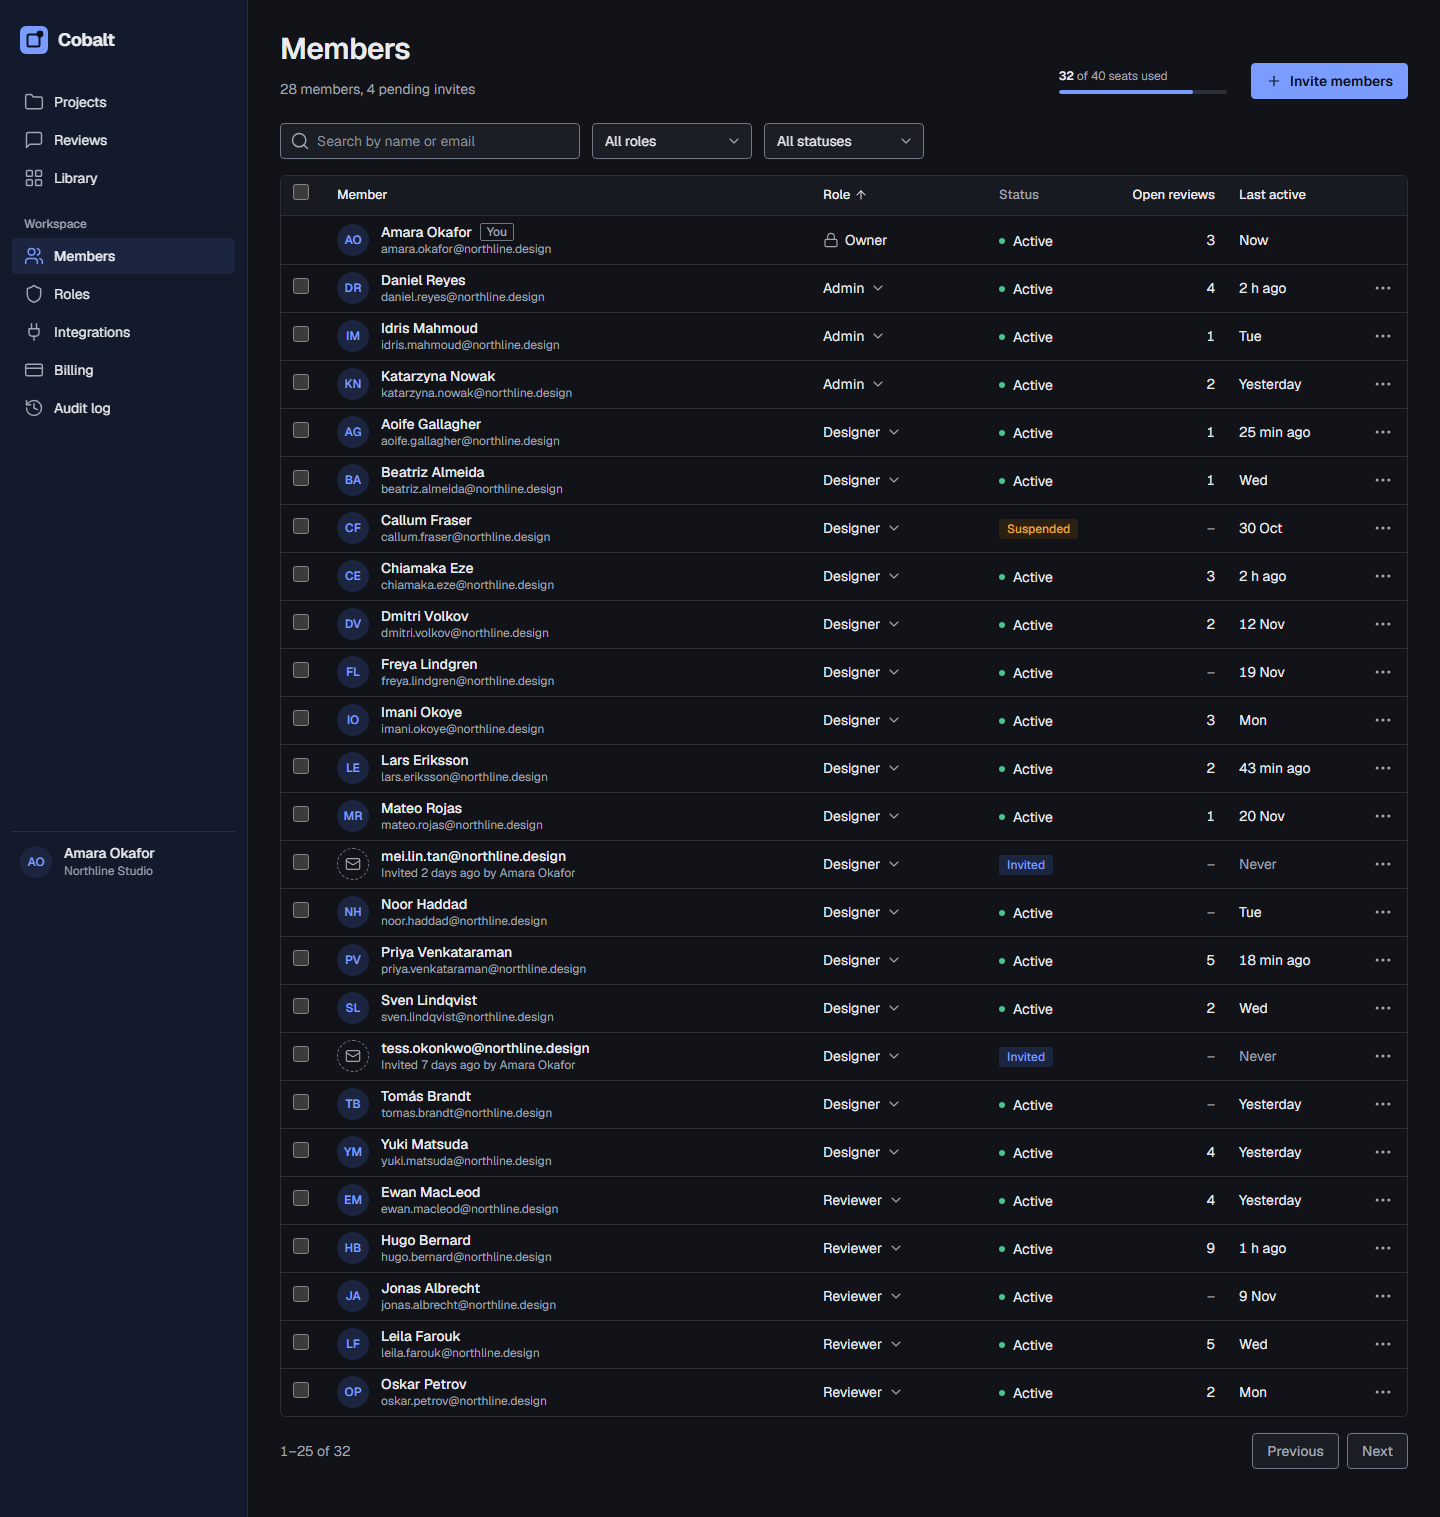 Cobalt
Projects
Reviews
Library
Workspace
Members
Roles
Integrations
Billing
Audit log
AO
Amara Okafor
Northline Studio
Members
28 members, 4 pending invites
32 of 40 seats used
Invite members
Search by name or email
All roles
All statuses
Member Role Status Open reviews Last active
AO Amara Okafor You Owner Active 3 Now
amara.okafor@northline.design
DR Daniel Reyes Admin Active 4 2 h ago
daniel.reyes@northline.design
IM Idris Mahmoud Admin Active 1 Tue
idris.mahmoud@northline.design
KN Katarzyna Nowak Admin Active 2 Yesterday
katarzyna.nowak@northline.design
AG Aoife Gallagher Designer Active 1 25 min ago
aoife.gallagher@northline.design
BA Beatriz Almeida Designer Active 1 Wed
beatriz.almeida@northline.design
CF Callum Fraser Designer Suspended – 30 Oct
callum.fraser@northline.design
CE Chiamaka Eze Designer Active 3 2 h ago
chiamaka.eze@northline.design
DV Dmitri Volkov Designer Active 2 12 Nov
dmitri.volkov@northline.design
FL Freya Lindgren Designer Active – 19 Nov
freya.lindgren@northline.design
IO Imani Okoye Designer Active 3 Mon
imani.okoye@northline.design
LE Lars Eriksson Designer Active 2 43 min ago
lars.eriksson@northline.design
MR Mateo Rojas Designer Active 1 20 Nov
mateo.rojas@northline.design
mei.lin.tan@northline.design Designer Invited – Never
Invited 2 days ago by Amara Okafor
NH Noor Haddad Designer Active – Tue
noor.haddad@northline.design
PV Priya Venkataraman Designer Active 5 18 min ago
priya.venkataraman@northline.design
SL Sven Lindqvist Designer Active 2 Wed
sven.lindqvist@northline.design
tess.okonkwo@northline.design Designer Invited – Never
Invited 7 days ago by Amara Okafor
TB Tomás Brandt Designer Active – Yesterday
tomas.brandt@northline.design
YM Yuki Matsuda Designer Active 4 Yesterday
yuki.matsuda@northline.design
EM Ewan MacLeod Reviewer Active 4 Yesterday
ewan.macleod@northline.design
HB Hugo Bernard Reviewer Active 9 1 h ago
hugo.bernard@northline.design
JA Jonas Albrecht Reviewer Active – 9 Nov
jonas.albrecht@northline.design
LF Leila Farouk Reviewer Active 5 Wed
leila.farouk@northline.design
OP Oskar Petrov Reviewer Active 2 Mon
oskar.petrov@northline.design
1–25 of 32
Previous
Next